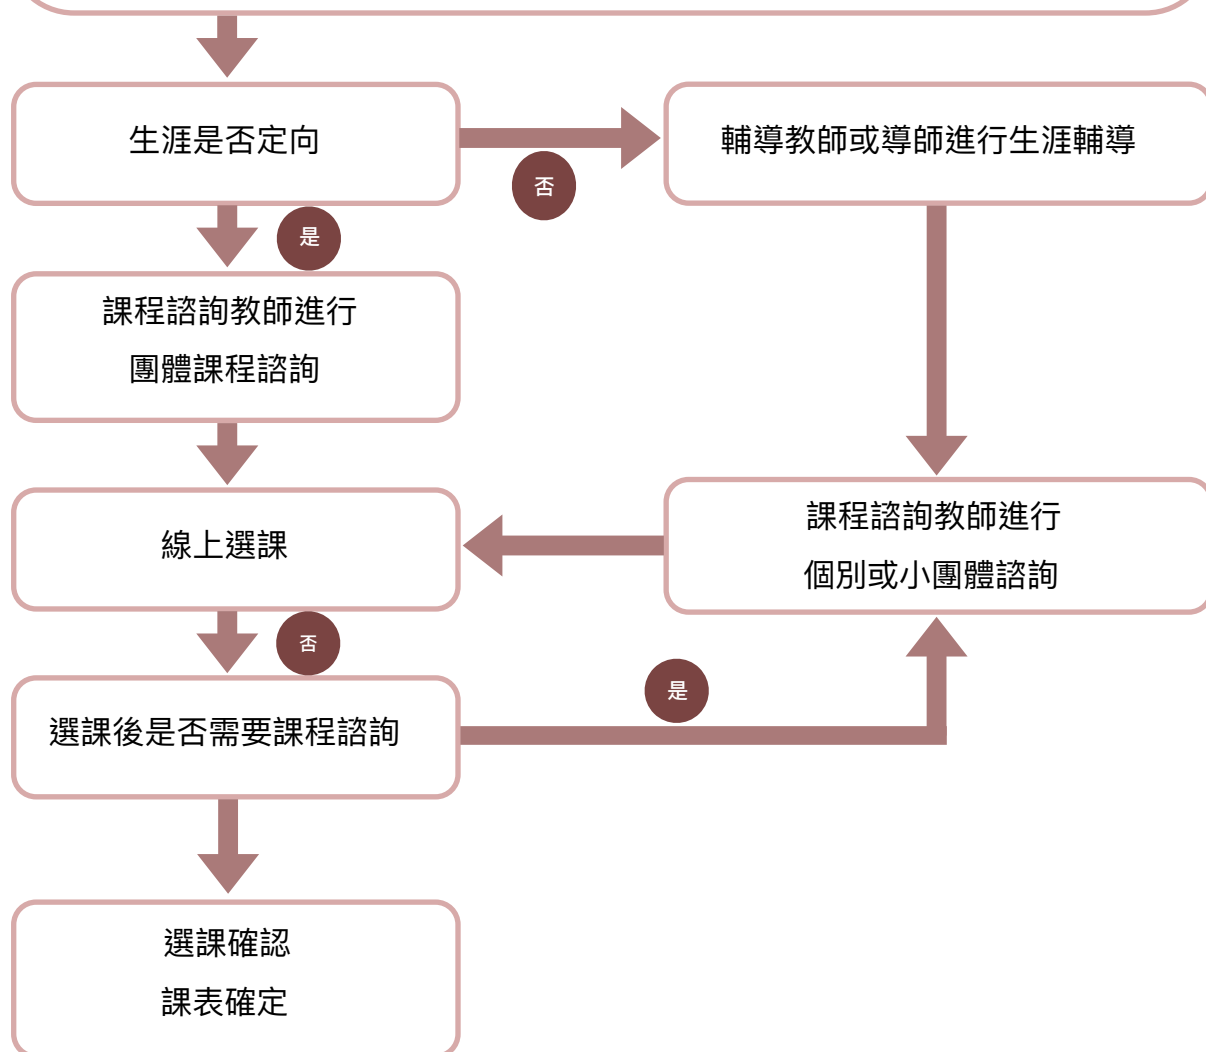 生涯是否定向
否
輔導教師或導師進行生涯輔導
是
課程諮詢教師進行
團體課程諮詢
線上選課
課程諮詢教師進行
個別或小團體諮詢
否
是
選課後是否需要課程諮詢
選課確認
課表確定